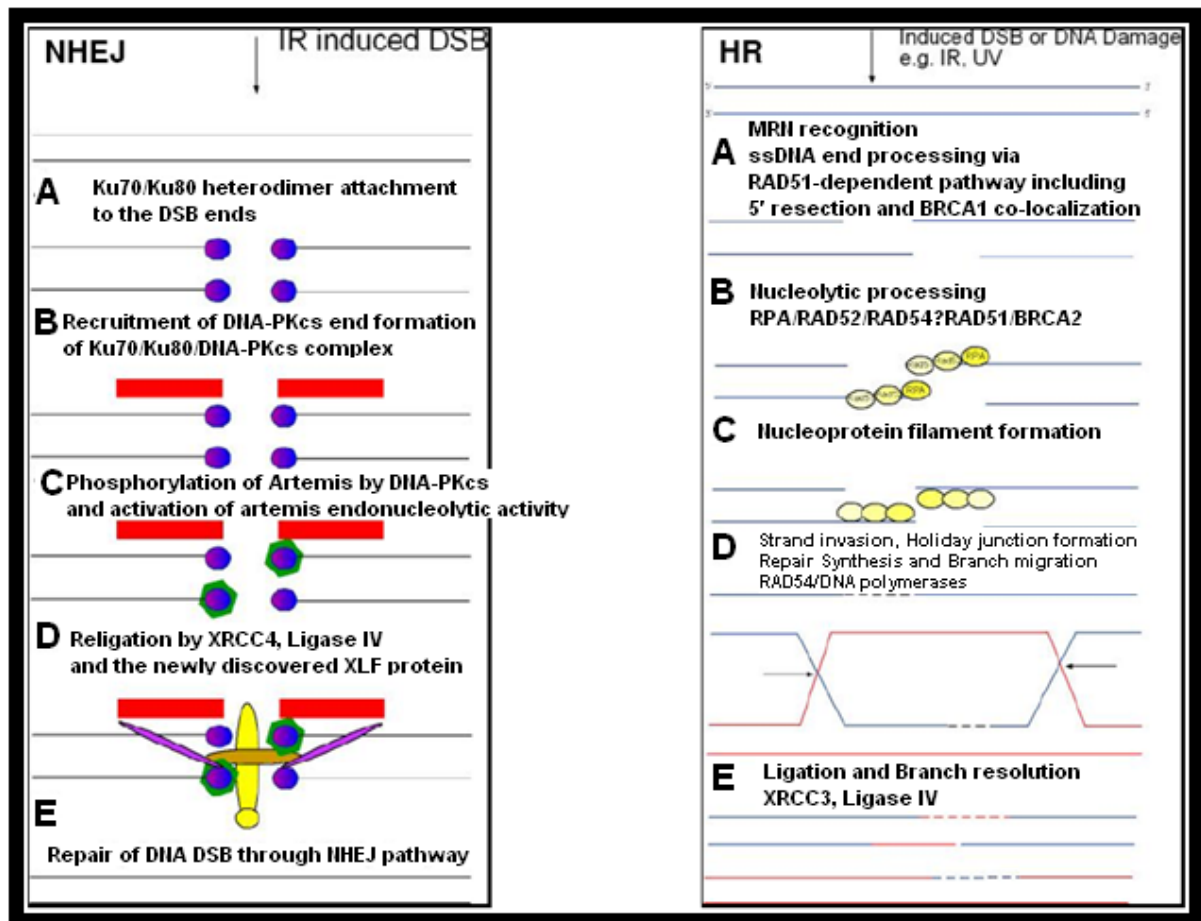 NHEJ
IR induced DSB
A
Ku70/Ku80 heterodimer attachment
to the DSB ends
B
Recruitment of DNA-PKcs end formation
of Ku70/Ku80/DNA-PKcs complex
C
Phosphorylation of Artemis by DNA-PKcs
and activation of artemis endonucleolytic activity
D
Religation by XRCC4, Ligase IV
and the newly discovered XLF protein
E
Repair of DNA DSB through NHEJ pathway
HR
Induced DSB or DNA Damage
e.g. IR, UV
5' 3'
3' 5'
A
MRN recognition
ssDNA end processing via
RAD51-dependent pathway including
5' resection and BRCA1 co-localization
B
Nucleolytic processing
RPA/RAD52/RAD54?RAD51/BRCA2
RPA
RPA
C
Nucleoprotein filament formation
D
Strand invasion, Holiday junction formation
Repair Synthesis and Branch migration
RAD54/DNA polymerases
E
Ligation and Branch resolution
XRCC3, Ligase IV